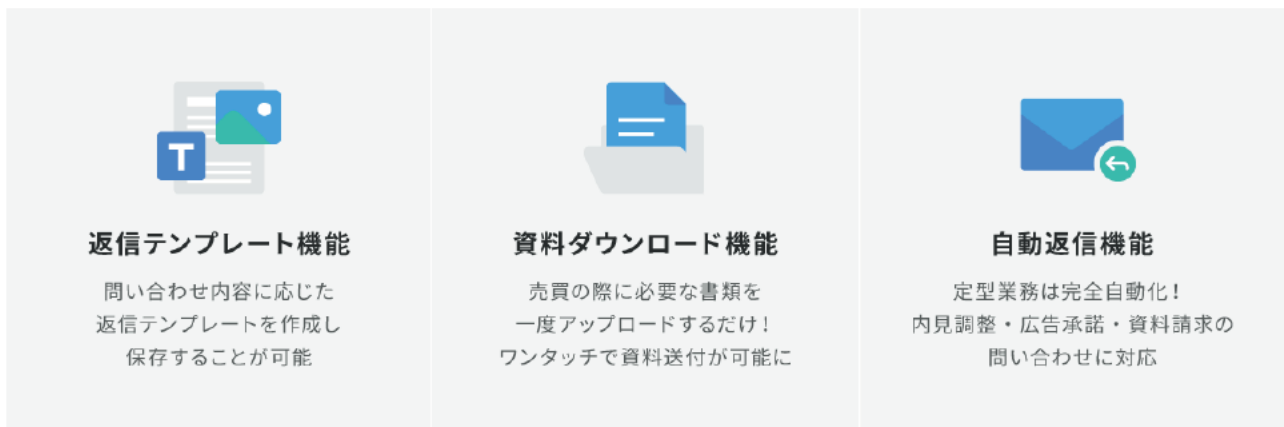 T
返信テンプレート機能
問い合わせ内容に応じた
返信テンプレートを作成し
保存することが可能
資料ダウンロード機能
売買の際に必要な書類を
一度アップロードするだけ!
ワンタッチで資料送付が可能に
自動返信機能
定型業務は完全自動化!
内見調整・広告承諾・資料請求の
問い合わせに対応